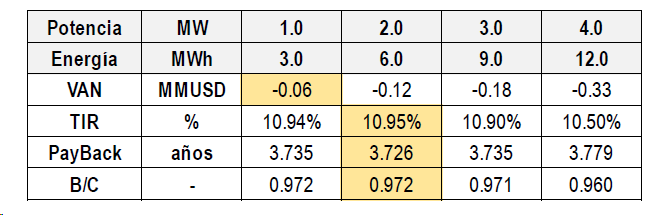 Potencia MW 1.0 2.0 3.0 4.0
Energía MWh 3.0 6.0 9.0 12.0
VAN MMUSD -0.06 -0.12 -0.18 -0.33
TIR % 10.94% 10.95% 10.90% 10.50%
PayBack años 3.735 3.726 3.735 3.779
B/C - 0.972 0.972 0.971 0.960